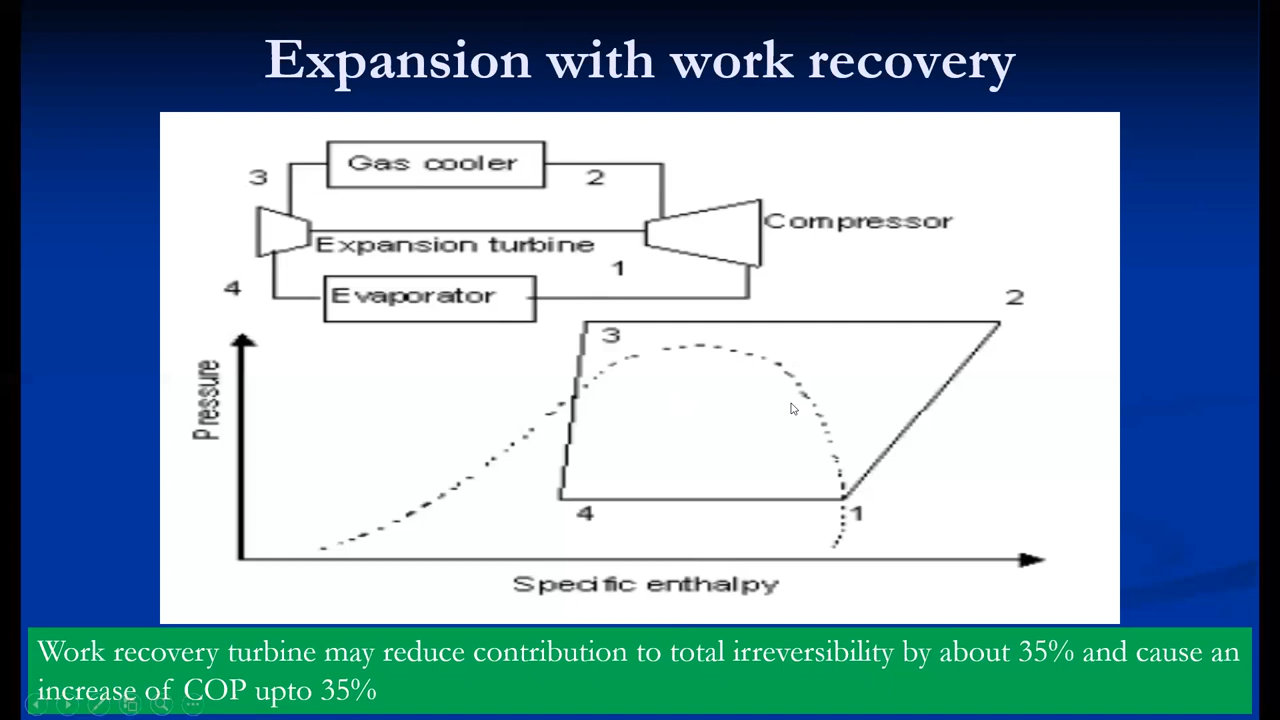 Expansion with work recovery
Gas cooler
3
2
Compressor
Expansion turbine
1
4
Evaporator
2
3
Pressure
4
1
Specific enthalpy
Work recovery turbine may reduce contribution to total irreversibility by about 35% and cause an
increase of COP upto 35%